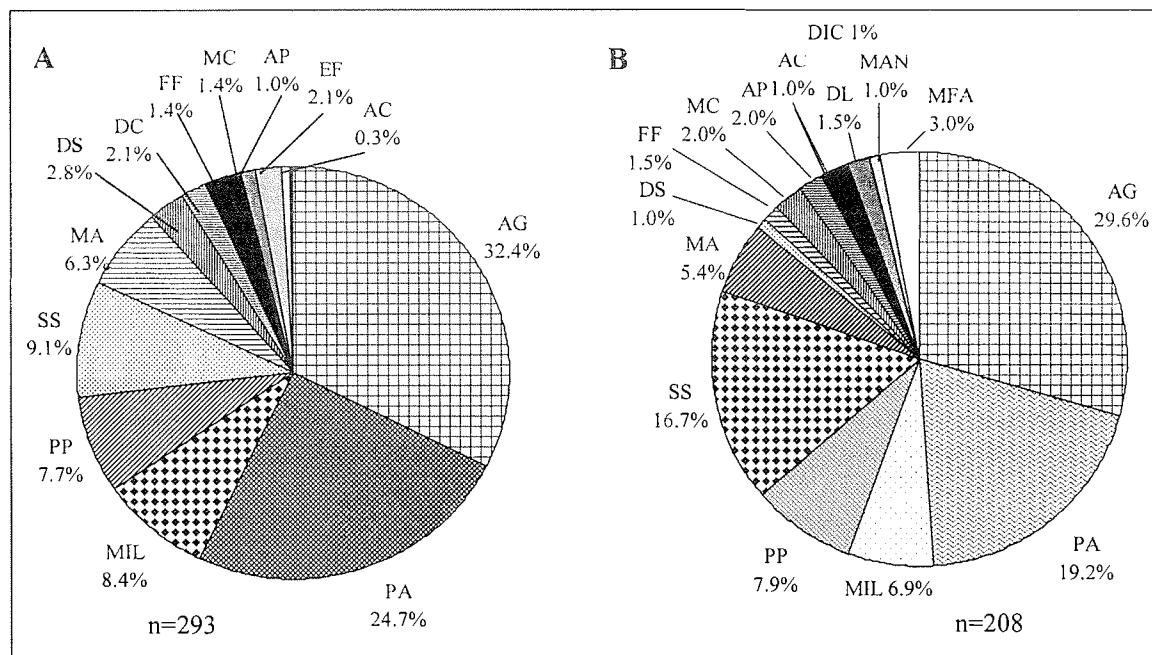 A
AG
32.4%
PA
24.7%
MIL
8.4%
PP
7.7%
SS
9.1%
MA
6.3%
DS
2.8%
DC
2.1%
FF
1.4%
MC
1.4%
AP
1.0%
EF
2.1%
AC
0.3%
n=293
B
AG
29.6%
PA
19.2%
MIL 6.9%
PP
7.9%
SS
16.7%
MA
5.4%
DS
1.0%
FF
1.5%
MC
2.0%
AP
2.0%
AC
1.0%
DIC 1%
DL
1.5%
MAN
1.0%
MFA
3.0%
n=208